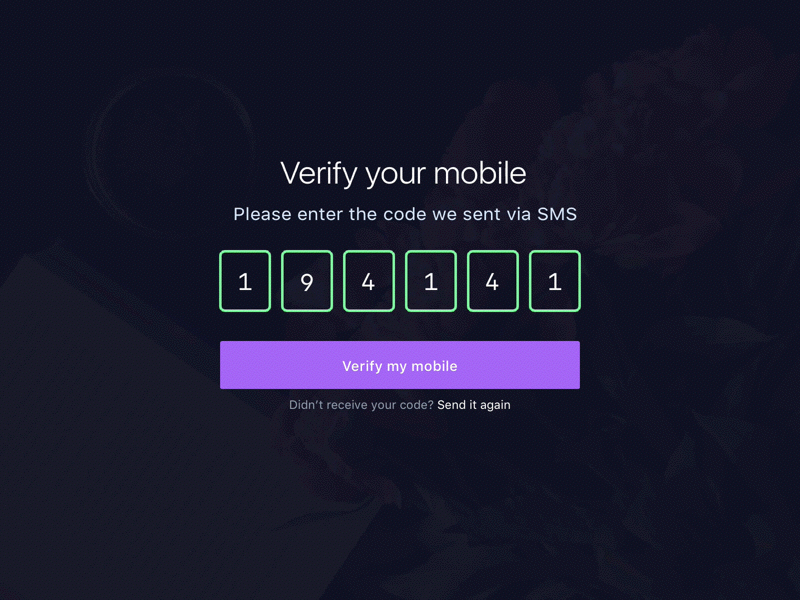 Verify your mobile
Please enter the code we sent via SMS
1 9 4 1 4 1
Verify my mobile
Didn’t receive your code? Send it again